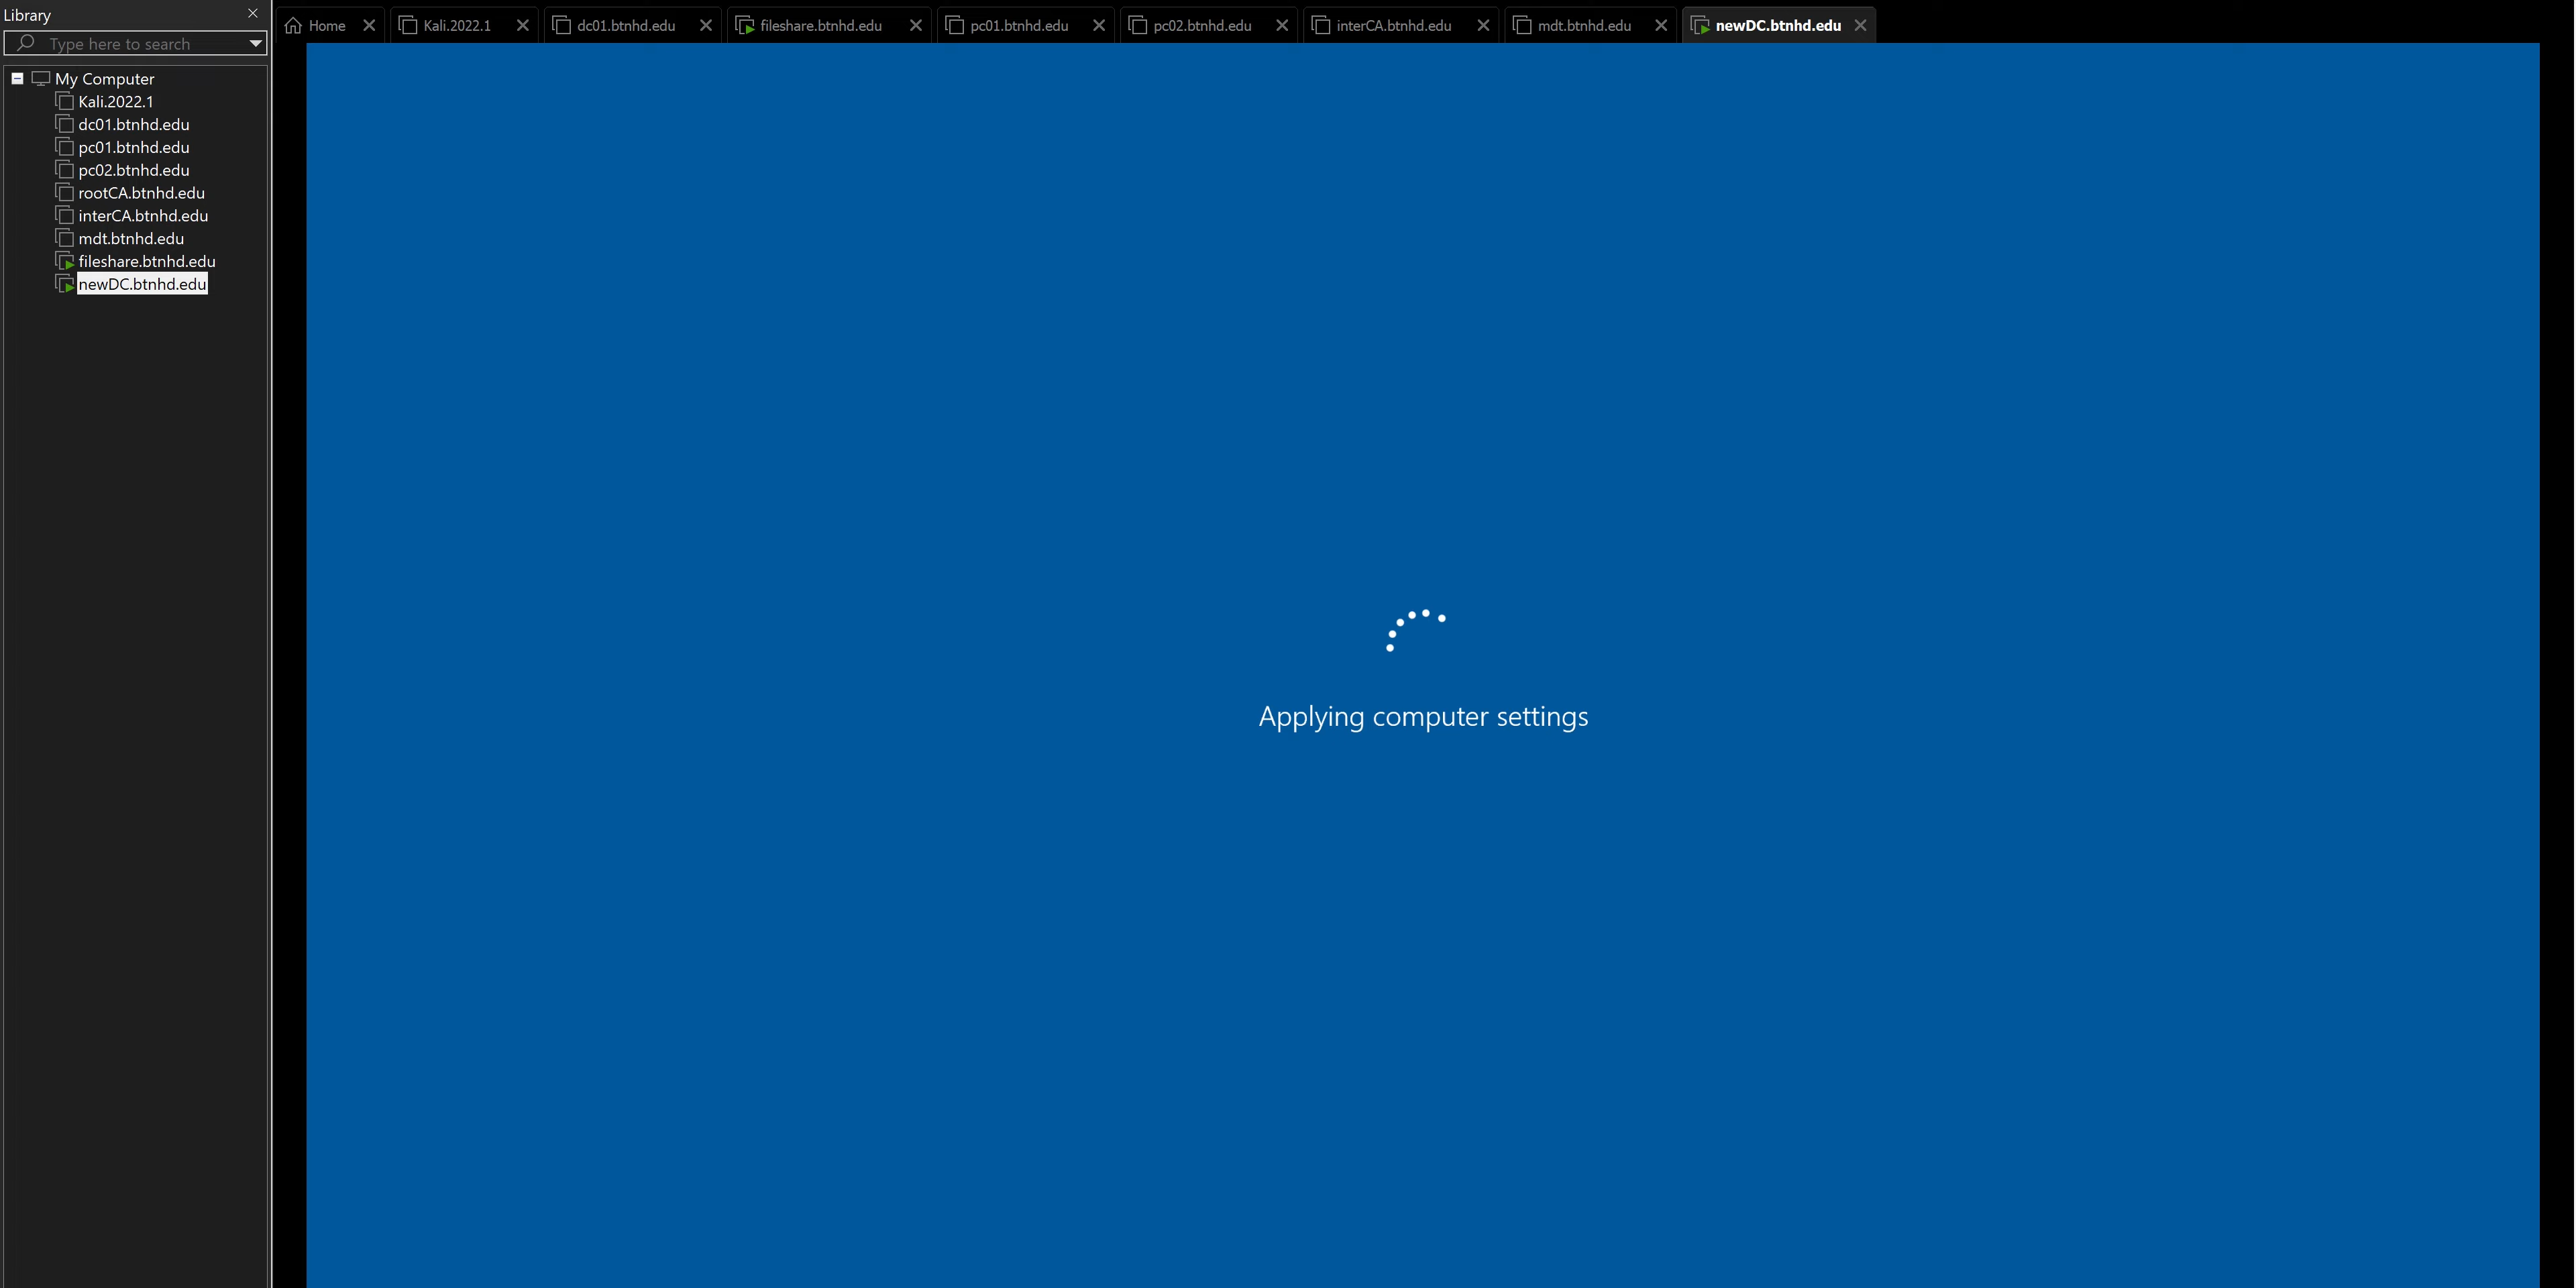 Library
Type here to search
My Computer
Kali.2022.1
dc01.btnhd.edu
pc01.btnhd.edu
pc02.btnhd.edu
rootCA.btnhd.edu
interCA.btnhd.edu
mdt.btnhd.edu
fileshare.btnhd.edu
newDC.btnhd.edu
Home Kali.2022.1 dc01.btnhd.edu fileshare.btnhd.edu pc01.btnhd.edu pc02.btnhd.edu interCA.btnhd.edu mdt.btnhd.edu newDC.btnhd.edu
Applying computer settings